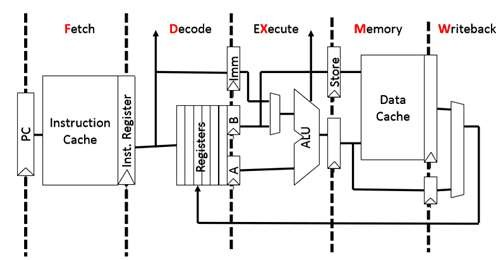 Fetch
Decode
EXecute
Memory
Writeback
PC
Instruction
Cache
Inst. Register
Registers
Imm
B
A
ALU
Store
Data
Cache